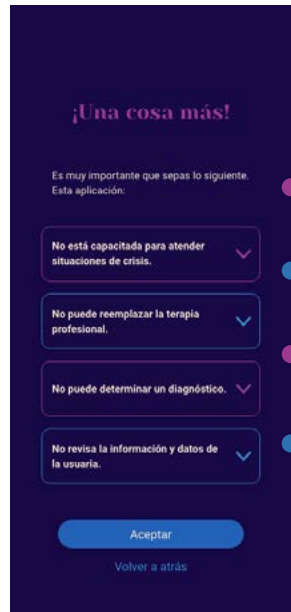 ¡Una cosa más!
Es muy importante que sepas lo siguiente.
Esta aplicación:
No está capacitada para atender
situaciones de crisis.
No puede reemplazar la terapia
profesional.
No puede determinar un diagnóstico.
No revisa la información y datos de
la usuaria.
Aceptar
Volver a atrás